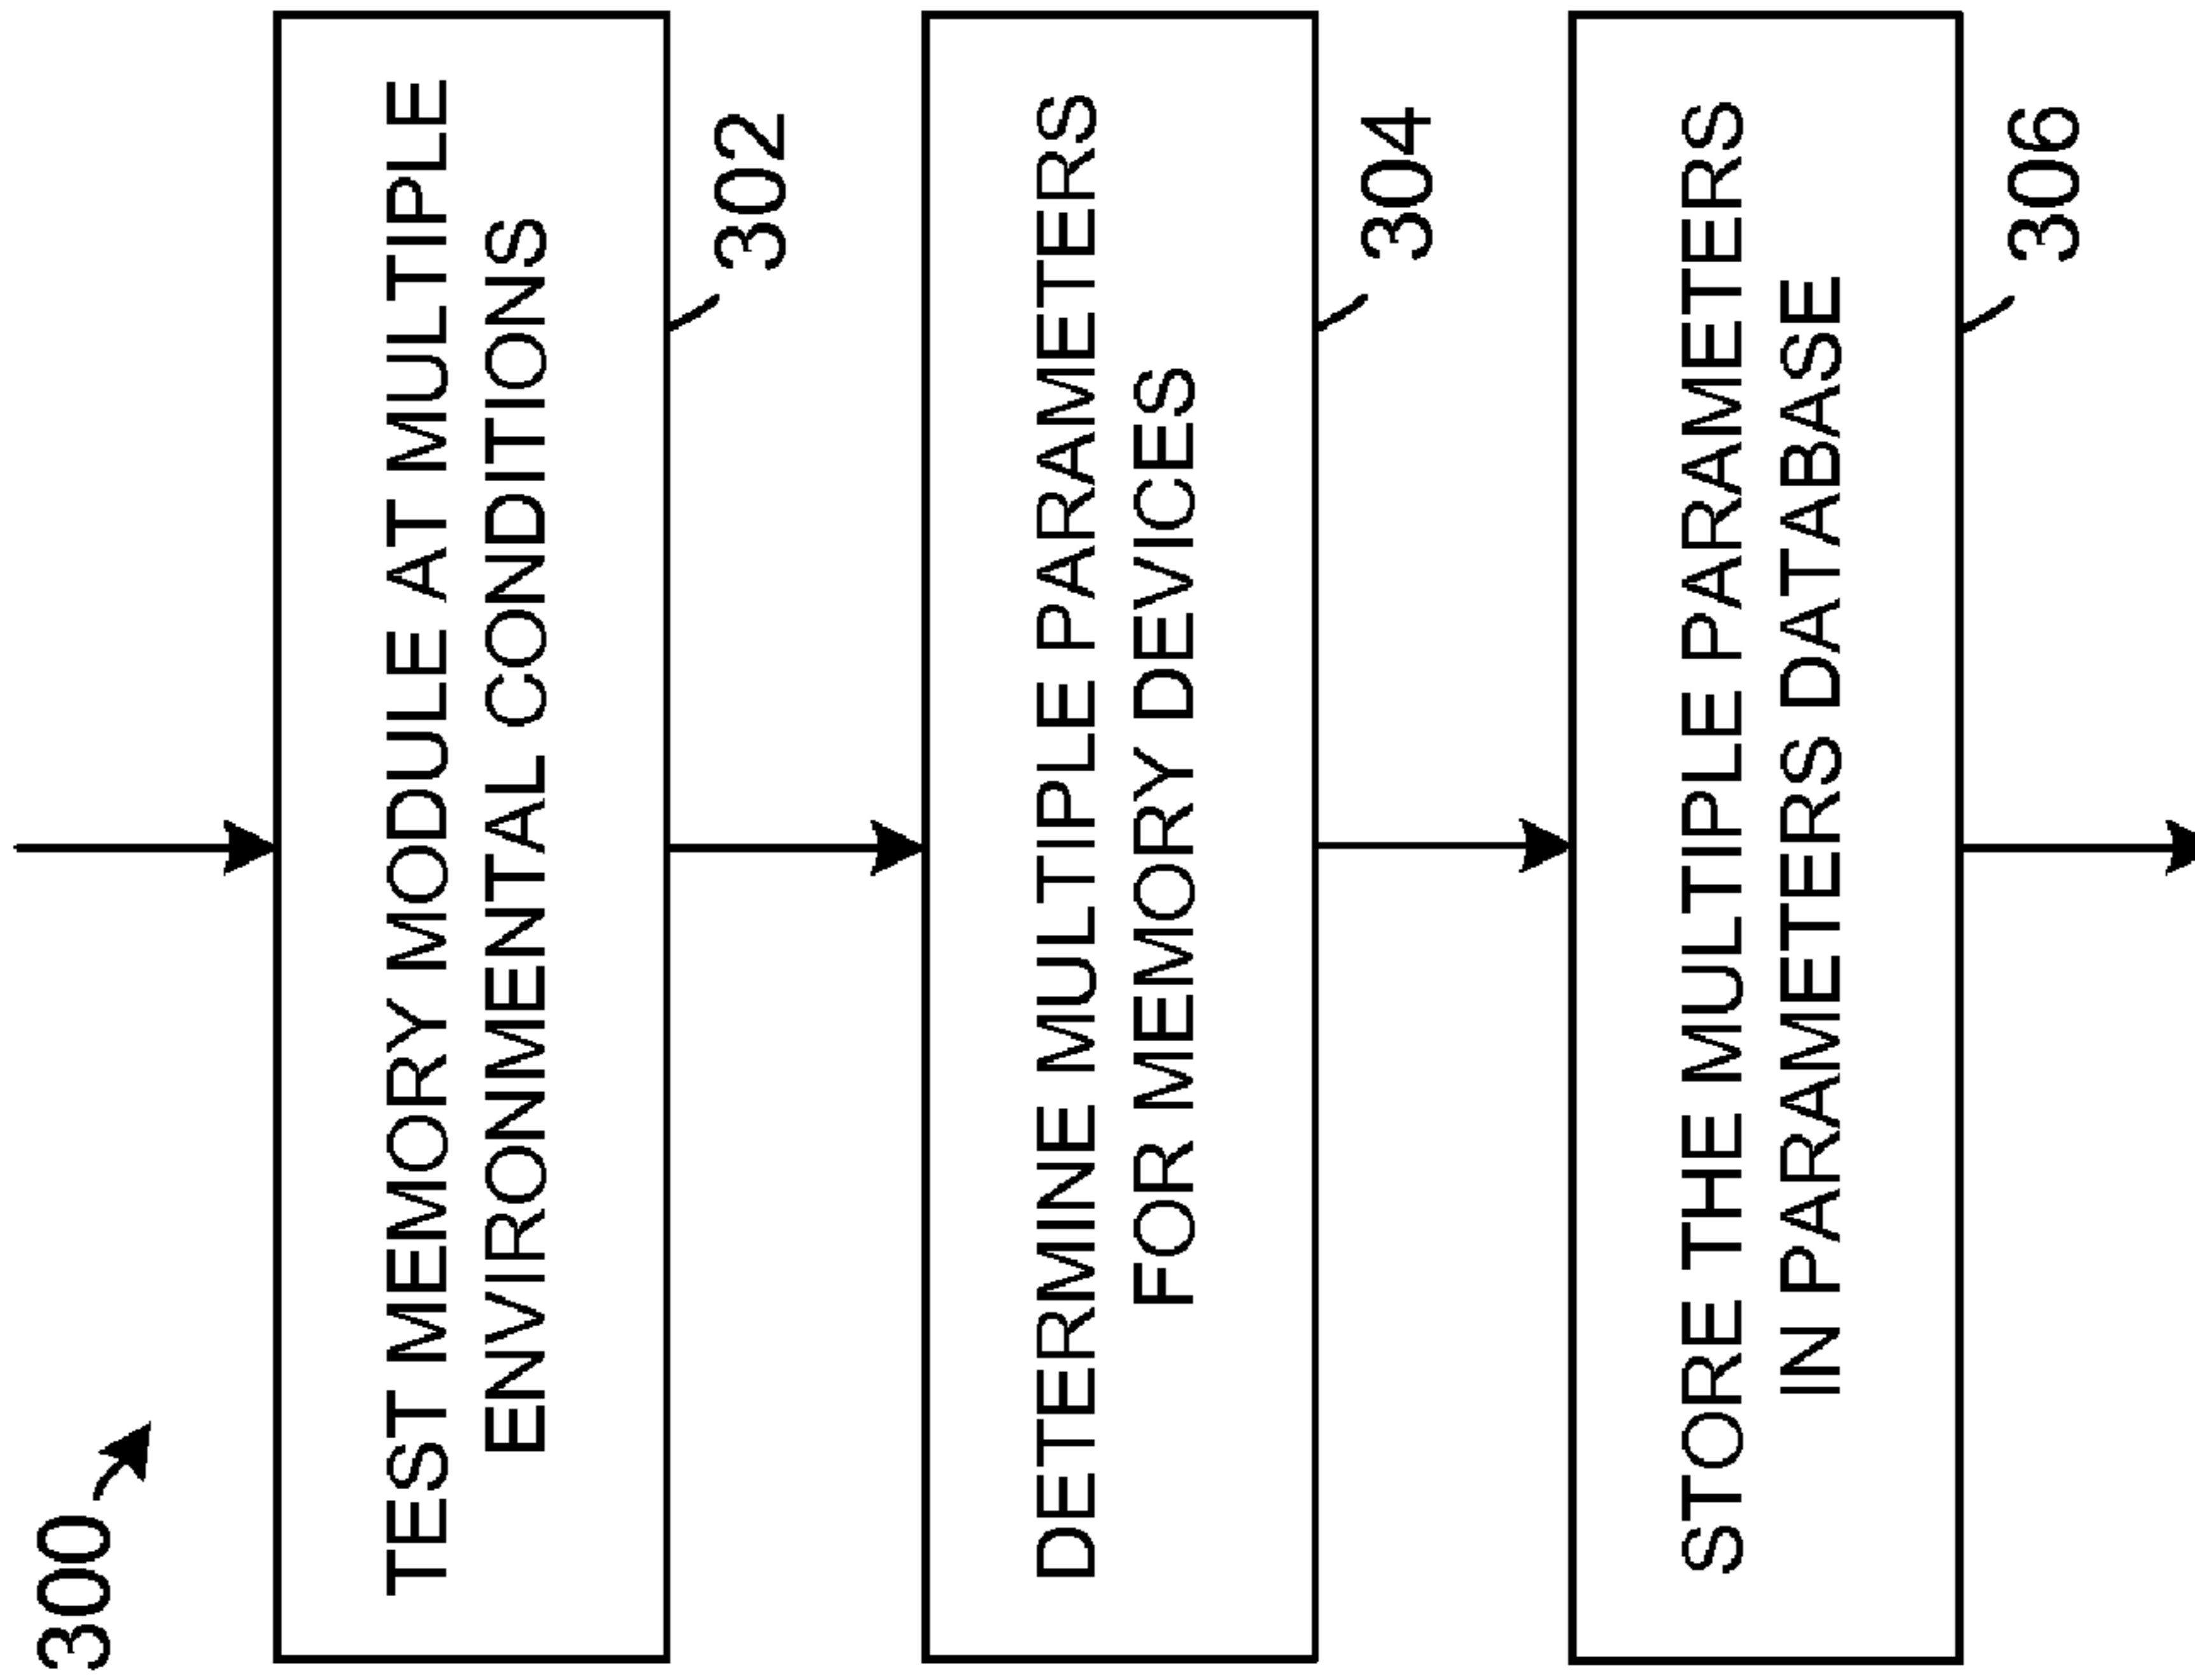 300
TEST MEMORY MODULE AT MULTIPLE
ENVIRONMENTAL CONDITIONS
302
DETERMINE MULTIPLE PARAMETERS
FOR MEMORY DEVICES
304
STORE THE MULTIPLE PARAMETERS
IN PARAMETERS DATABASE
306